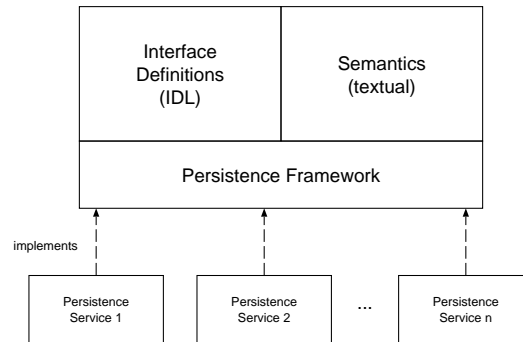 Interface
Definitions
(IDL)
Semantics
(textual)
Persistence Framework
implements
Persistence
Service 1
Persistence
Service 2
...
Persistence
Service n